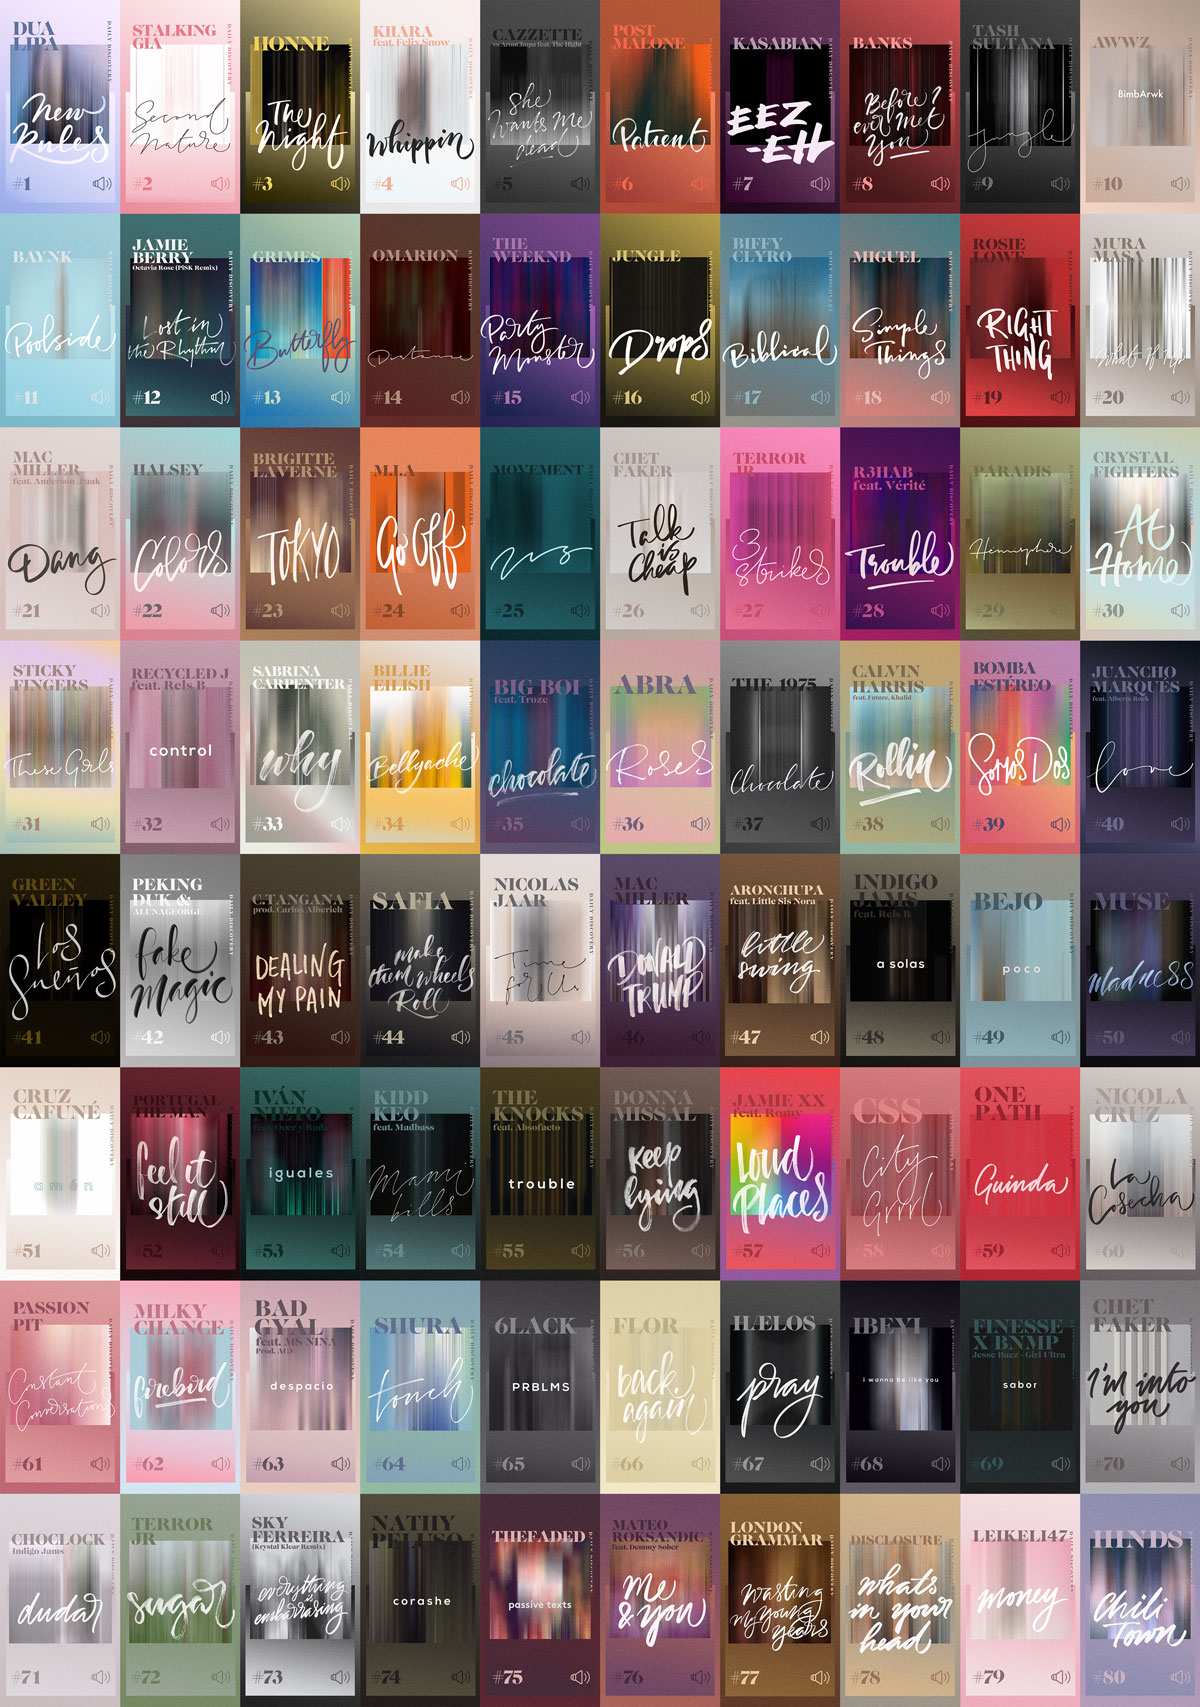 DUA
LIPA
DAILY DISCOVERY
New
Rules
#1
STALKING
GIA
DAILY DISCOVERY
Second
Nature
#2
HONNE
DAILY DISCOVERY
The
Night
#3
KHARA
feat. Felix Snow
DAILY DISCOVERY
Whippin
#4
CAZZETTE
vs AronChupa feat. The High
She
Wants Me
dead
#5
POST
MALONE
DAILY DISCOVERY
Patient
#6
KASABIAN
DAILY DISCOVERY
EEZ
-EH
#7
BANKS
DAILY DISCOVERY
Before I
ever Met
You
#8
TASH
SULTANA
DAILY DISCOVERY
Jungle
#9
AWWZ
DAILY DISCOVERY
BimbArwk
#10
BAYNK
DAILY DISCOVERY
Poolside
#11
JAMIE
BERRY
Octavia Rose (PiSK Remix)
DAILY DISCOVERY
Lost in
the Rhythm
#12
GRIMES
DAILY DISCOVERY
Butterfly
#13
OMARION
DAILY DISCOVERY
Distance
#14
THE
WEEKND
DAILY DISCOVERY
Party
Monster
#15
JUNGLE
DAILY DISCOVERY
Drops
#16
BIFFY
CLYRO
DAILY DISCOVERY
Biblical
#17
MIGUEL
DAILY DISCOVERY
Simple
Things
#18
ROSIE
LOWE
DAILY DISCOVERY
RIGHT
THING
#19
MURA
MASA
DAILY DISCOVERY
What If I Go
#20
MAC
MILLER
feat. Anderson .Paak
DAILY DISCOVERY
Dang
#21
HALSEY
DAILY DISCOVERY
Colors
#22
BRIGITTE
LAVERNE
DAILY DISCOVERY
TOKYO
#23
M.I.A
DAILY DISCOVERY
Go Off
#24
MOVEMENT
DAILY DISCOVERY
us
#25
CHET
FAKER
DAILY DISCOVERY
Talk
is
Cheap
#26
TERROR
JR
DAILY DISCOVERY
3
Strikes
#27
R3HAB
feat. Vérité
DAILY DISCOVERY
Trouble
#28
PARADIS
DAILY DISCOVERY
Hemisphere
#29
CRYSTAL
FIGHTERS
DAILY DISCOVERY
At
Home
#30
STICKY
FINGERS
DAILY DISCOVERY
These Girls
#31
RECYCLED J
feat. Rels B
DAILY DISCOVERY
control
#32
SABRINA
CARPENTER
DAILY DISCOVERY
why
#33
BILLIE
EILISH
DAILY DISCOVERY
Bellyache
#34
BIG BOI
feat. Troze
DAILY DISCOVERY
chocolate
#35
ABRA
DAILY DISCOVERY
Roses
#36
THE 1975
DAILY DISCOVERY
Chocolate
#37
CALVIN
HARRIS
feat. Future, Khalid
DAILY DISCOVERY
Rollin
#38
BOMBA
ESTÉREO
DAILY DISCOVERY
Somos Dos
#39
JUANCHO
MARQUÉS
DAILY DISCOVERY
love
#40
GREEN
VALLEY
DAILY DISCOVERY
Los
Sueños
#41
PEKING
DUK &
ALUNAGEORGE
DAILY DISCOVERY
Fake
Magic
#42
C.TANGANA
prod. Carlos Alberich
DAILY DISCOVERY
DEALING
MY PAIN
#43
SAFIA
DAILY DISCOVERY
make
them wheels
Roll
#44
NICOLAS
JAAR
DAILY DISCOVERY
Time
for Us
#45
MAC
MILLER
DAILY DISCOVERY
DONALD
TRUMP
#46
ARONCHUPA
feat. Little Sis Nora
DAILY DISCOVERY
little
swing
#47
INDIGO
JAMS
feat. Rels B
DAILY DISCOVERY
a solas
#48
BEJO
DAILY DISCOVERY
poco
#49
MUSE
DAILY DISCOVERY
Madness
#50
CRUZ
CAFUNÉ
DAILY DISCOVERY
amén
#51
PORTUGAL
THE MAN
DAILY DISCOVERY
feel it
still
#52
IVÁN
NIETO
feat. Ocer y Rade
DAILY DISCOVERY
iguales
#53
KIDD
KEO
feat. Madbass
DAILY DISCOVERY
Mami
bills
#54
THE
KNOCKS
feat. Absofacto
DAILY DISCOVERY
trouble
#55
DONNA
MISSAL
DAILY DISCOVERY
Keep
lying
#56
JAMIE XX
feat. Romy
DAILY DISCOVERY
Loud
Places
#57
CSS
DAILY DISCOVERY
City
Grrrl
#58
ONE
PATH
DAILY DISCOVERY
Guinda
#59
NICOLA
CRUZ
DAILY DISCOVERY
La
Cosecha
#60
PASSION
PIT
DAILY DISCOVERY
Constant
Conversations
#61
MILKY
CHANCE
DAILY DISCOVERY
firebird
#62
BAD
GYAL
feat. MS NINA
Prod. ACJ
DAILY DISCOVERY
despacio
#63
SHURA
DAILY DISCOVERY
touch
#64
6LACK
DAILY DISCOVERY
PRBLMS
#65
FLOR
DAILY DISCOVERY
back
again
#66
HÆLOS
DAILY DISCOVERY
pray
#67
IBEYI
DAILY DISCOVERY
i wanna be like you
#68
FINESSE
X BNMP
Jesse Baez - Girl Ultra
DAILY DISCOVERY
sabor
#69
CHET
FAKER
DAILY DISCOVERY
I'm into
you
#70
CHOCLOCK
Indigo Jams
DAILY DISCOVERY
dudar
#71
TERROR
JR
DAILY DISCOVERY
sugar
#72
SKY
FERREIRA
(Krystal Klear Remix)
DAILY DISCOVERY
everything
is
embarrasing
#73
NATHY
PELUSO
DAILY DISCOVERY
corashe
#74
THEFADED
DAILY DISCOVERY
passive texts
#75
MATEO
ROKSANDIC
feat. Demmy Sober
DAILY DISCOVERY
me
& you
#76
LONDON
GRAMMAR
DAILY DISCOVERY
wasting
my young
years
#77
DISCLOSURE
DAILY DISCOVERY
what's
in your
head
#78
LEIKELI47
DAILY DISCOVERY
money
#79
HINDS
DAILY DISCOVERY
Chili
Town
#80